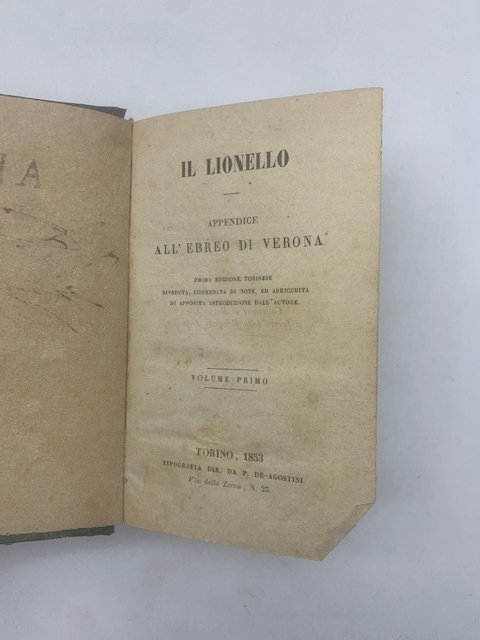 IL LIONELLO
APPENDICE
ALL' EBREO DI VERONA
PRIMA EDIZIONE TORINESE
RIVEDUTA, CORREDATA DI NOTE, ED ARRICCHITA
DI APPOSITA INTRODUZIONE DALL'AUTORE.
VOLUME PRIMO
TORINO, 1853
TIPOGRAFIA DIR. DA P. DE-AGOSTINI
Via della Zecca, N. 23.